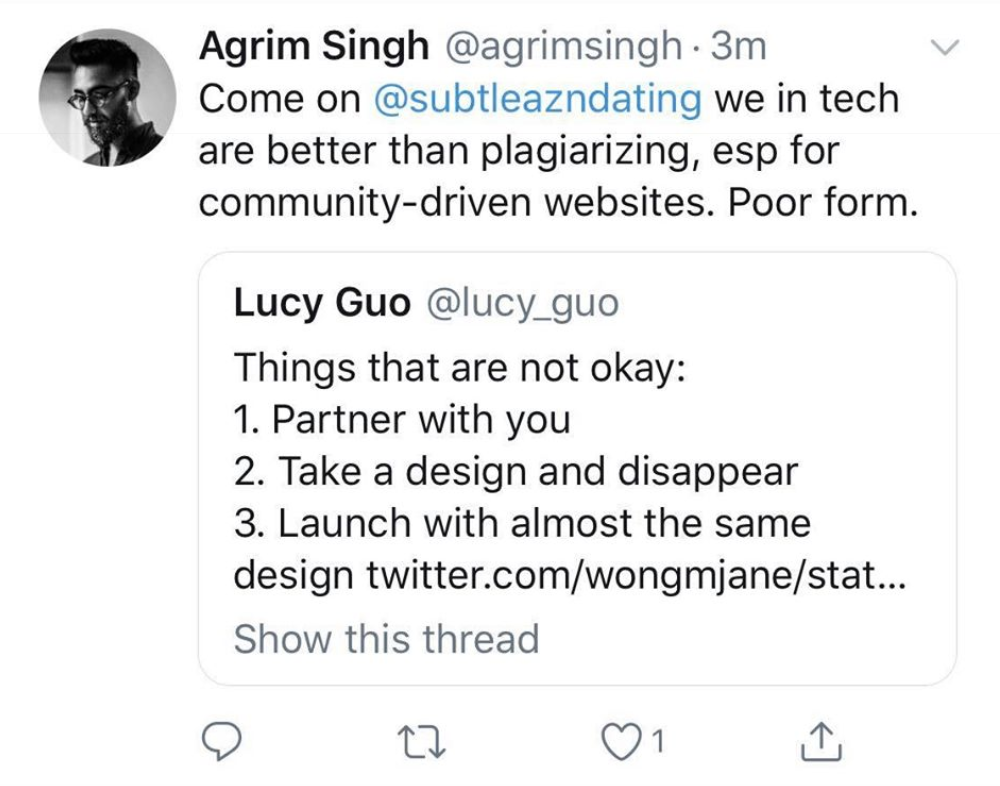 Agrim Singh @agrimsingh · 3m
Come on @subtleazndating we in tech
are better than plagiarizing, esp for
community-driven websites. Poor form.
Lucy Guo @lucy_guo
Things that are not okay:
1. Partner with you
2. Take a design and disappear
3. Launch with almost the same
design twitter.com/wongmjane/stat...
Show this thread
1